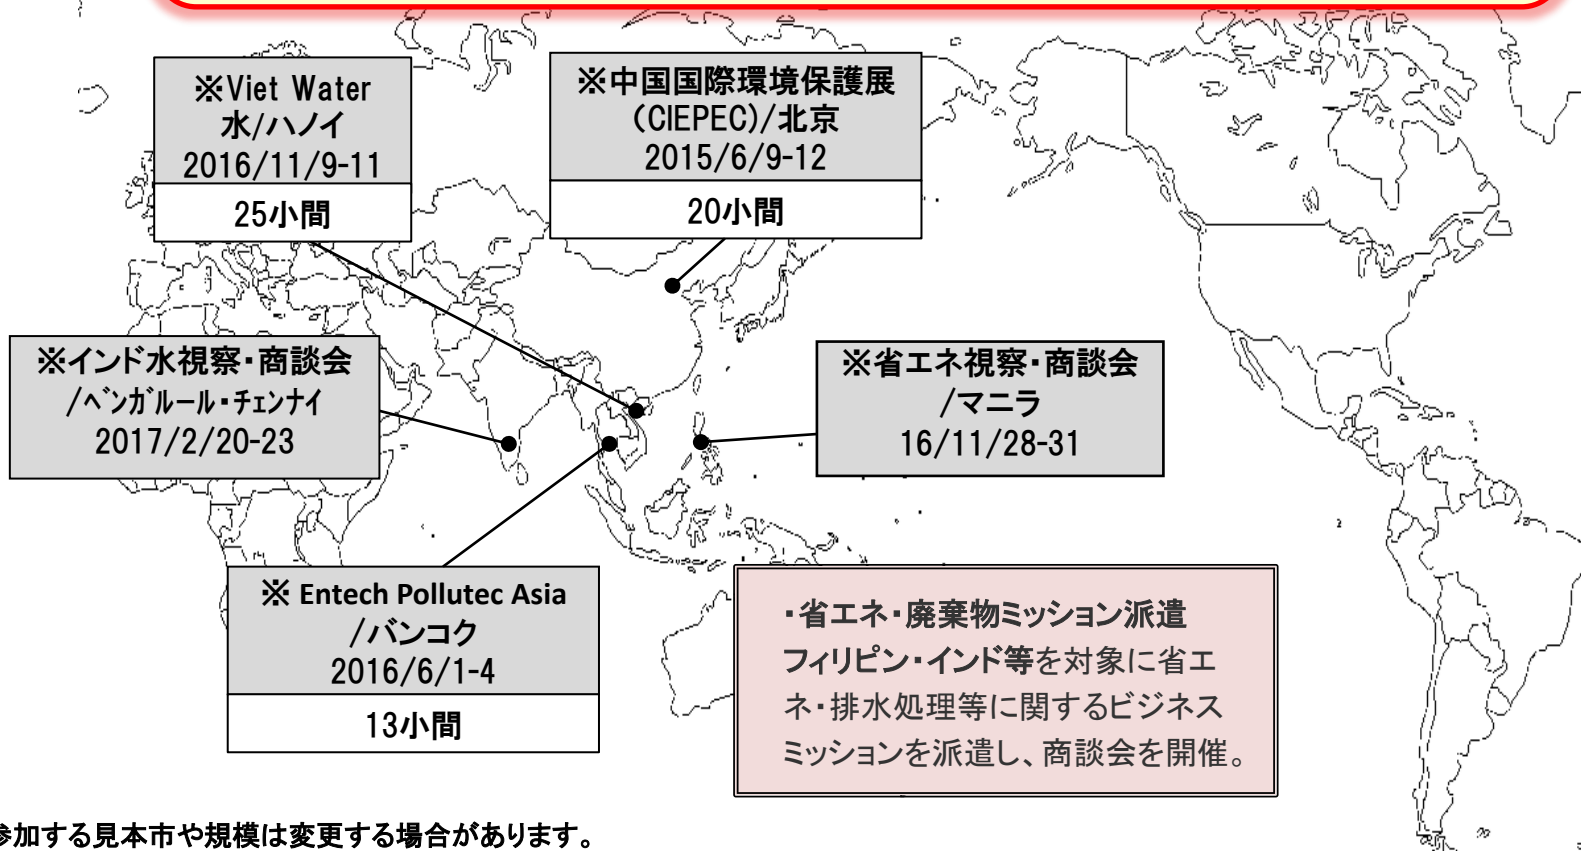 ※Viet Water
水/ハノイ
2016/11/9-11
25小間
※中国国際環境保護展
(CIEPEC)/北京
2015/6/9-12
20小間
※インド水視察・商談会
/ﾍﾞﾝｶﾞﾙｰﾙ・ﾁｪﾝﾅｲ
2017/2/20-23
※省エネ視察・商談会
/マニラ
16/11/28-31
※ Entech Pollutec Asia
/バンコク
2016/6/1-4
13小間
・省エネ・廃棄物ミッション派遣
フィリピン・インド等を対象に省エ
ネ・排水処理等に関するビジネス
ミッションを派遣し、商談会を開催。
参加する見本市や規模は変更する場合があります。